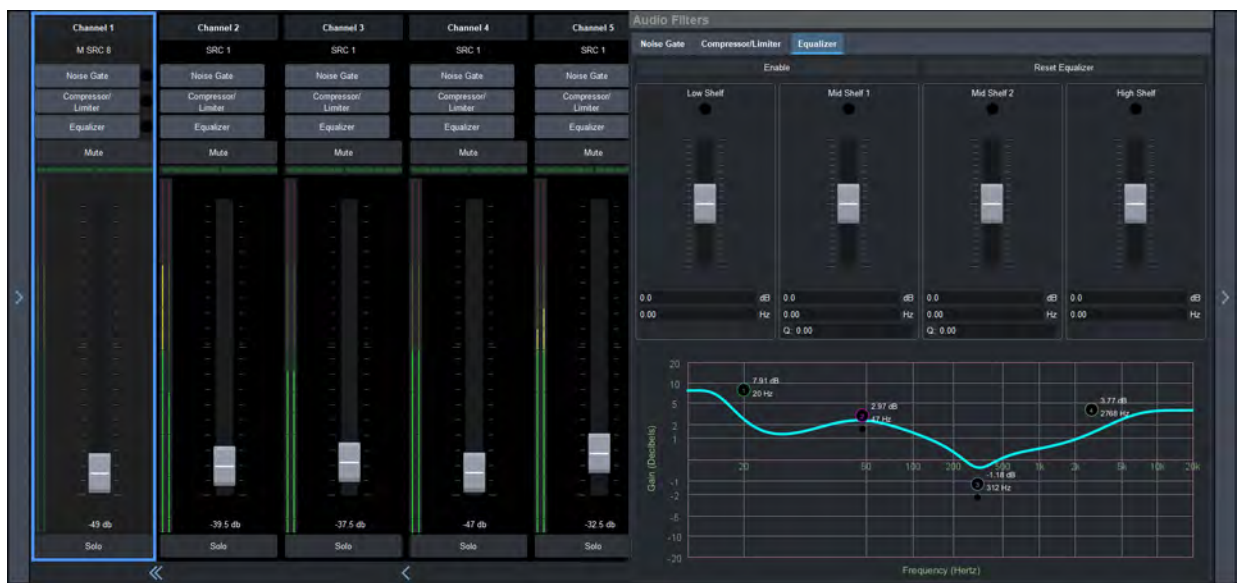 Channel 1
M SRC 8
Noise Gate
Compressor/
Limiter
Equalizer
Mute
-49 db
Solo
Channel 2
SRC 1
Noise Gate
Compressor/
Limiter
Equalizer
Mute
-39.5 db
Solo
Channel 3
SRC 1
Noise Gate
Compressor/
Limiter
Equalizer
Mute
-37.5 db
Solo
Channel 4
SRC 1
Noise Gate
Compressor/
Limiter
Equalizer
Mute
-47 db
Solo
Channel 5
SRC 1
Noise Gate
Compressor/
Limiter
Equalizer
Mute
-32.5 db
Solo
Audio Filters
Noise Gate Compressor/Limiter Equalizer
Enable Reset Equalizer
Low Shelf
0.0 dB
0.00 Hz
Mid Shelf 1
0.0 dB
0.00 Hz
Q: 0.00
Mid Shelf 2
0.0 dB
0.00 Hz
Q: 0.00
High Shelf
0.0 dB
0.00 Hz
Gain (Decibels)
20
10
5
2
1
-1
-2
-5
-10
-20
1 7.91 dB
20 Hz
2 2.97 dB
47 Hz
3 -1.18 dB
312 Hz
4 3.77 dB
2768 Hz
20 50 100 200 500 1k 2k 5k 10k 20k
Frequency (Hertz)